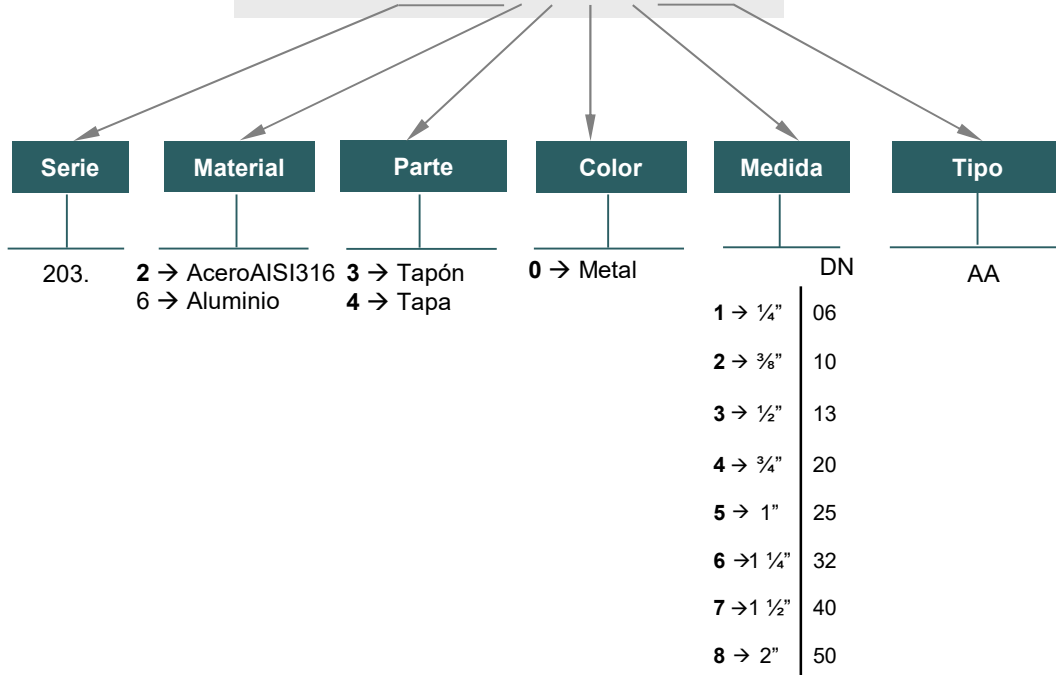 Serie Material Parte Color Medida Tipo
203. 2 → AceroAISI316 3 → Tapón 0 → Metal DN AA
6 → Aluminio 4 → Tapa
1 → ¼” 06
2 → ⅜” 10
3 → ½” 13
4 → ¾” 20
5 → 1” 25
6 →1 ¼” 32
7 →1 ½” 40
8 → 2” 50